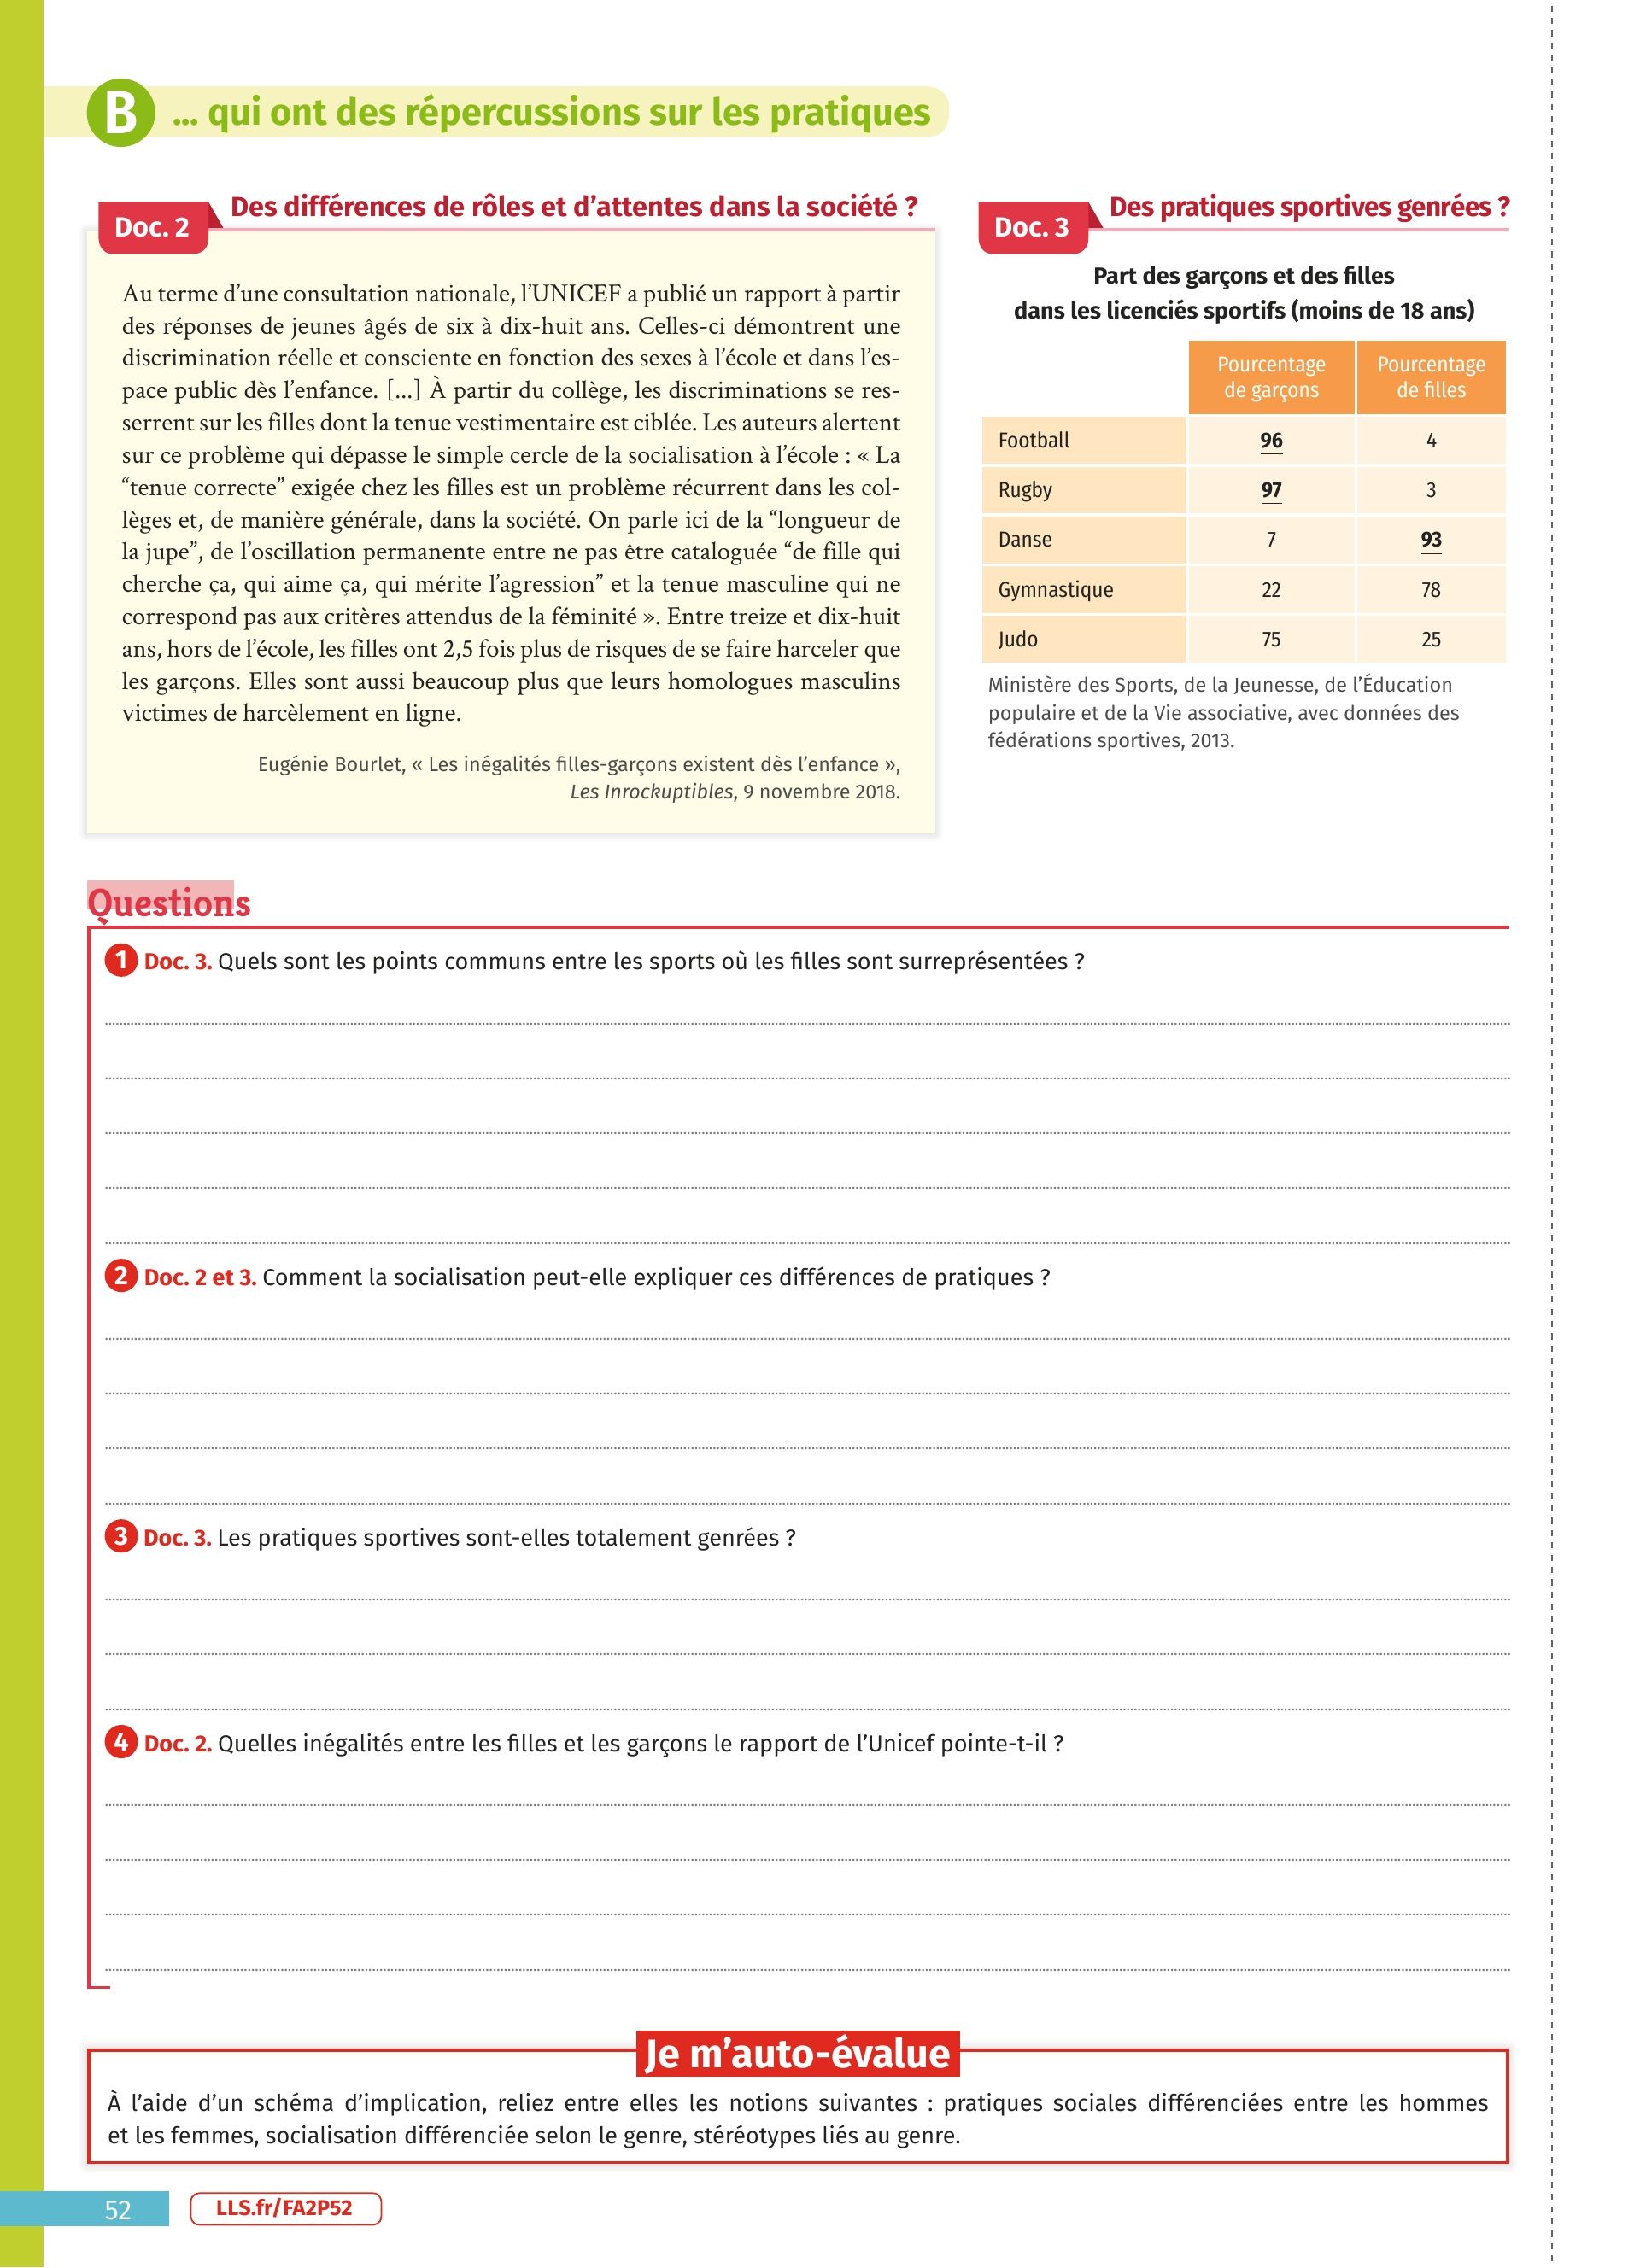 B ... qui ont des répercussions sur les pratiques
Doc. 2 Des différences de rôles et d'attentes dans la société ?
Au terme d'une consultation nationale, l'UNICEF a publié un rapport à partir
des réponses de jeunes âgés de six à dix-huit ans. Celles-ci démontrent une
discrimination réelle et consciente en fonction des sexes à l'école et dans l'es-
pace public dès l'enfance. [...] À partir du collège, les discriminations se res-
serrent sur les filles dont la tenue vestimentaire est ciblée. Les auteurs alertent
sur ce problème qui dépasse le simple cercle de la socialisation à l'école : « La
“tenue correcte” exigée chez les filles est un problème récurrent dans les col-
lèges et, de manière générale, dans la société. On parle ici de la “longueur de
la jupe”, de l'oscillation permanente entre ne pas être cataloguée “de fille qui
cherche ça, qui aime ça, qui mérite l'agression” et la tenue masculine qui ne
correspond pas aux critères attendus de la féminité ». Entre treize et dix-huit
ans, hors de l'école, les filles ont 2,5 fois plus de risques de se faire harceler que
les garçons. Elles sont aussi beaucoup plus que leurs homologues masculins
victimes de harcèlement en ligne.
Eugénie Bourlet, « Les inégalités filles-garçons existent dès l'enfance »,
Les Inrockuptibles, 9 novembre 2018.
Doc. 3 Des pratiques sportives genrées ?
Part des garçons et des filles
dans les licenciés sportifs (moins de 18 ans)
Pourcentage de garçons Pourcentage de filles
Football 96 4
Rugby 97 3
Danse 7 93
Gymnastique 22 78
Judo 75 25
Ministère des Sports, de la Jeunesse, de l'Éducation
populaire et de la Vie associative, avec données des
fédérations sportives, 2013.
Questions
1 Doc. 3. Quels sont les points communs entre les sports où les filles sont surreprésentées ?
2 Doc. 2 et 3. Comment la socialisation peut-elle expliquer ces différences de pratiques ?
3 Doc. 3. Les pratiques sportives sont-elles totalement genrées ?
4 Doc. 2. Quelles inégalités entre les filles et les garçons le rapport de l'Unicef pointe-t-il ?
Je m'auto-évalue
À l'aide d'un schéma d'implication, reliez entre elles les notions suivantes : pratiques sociales différenciées entre les hommes
et les femmes, socialisation différenciée selon le genre, stéréotypes liés au genre.
52 LLS.fr/FA2P52